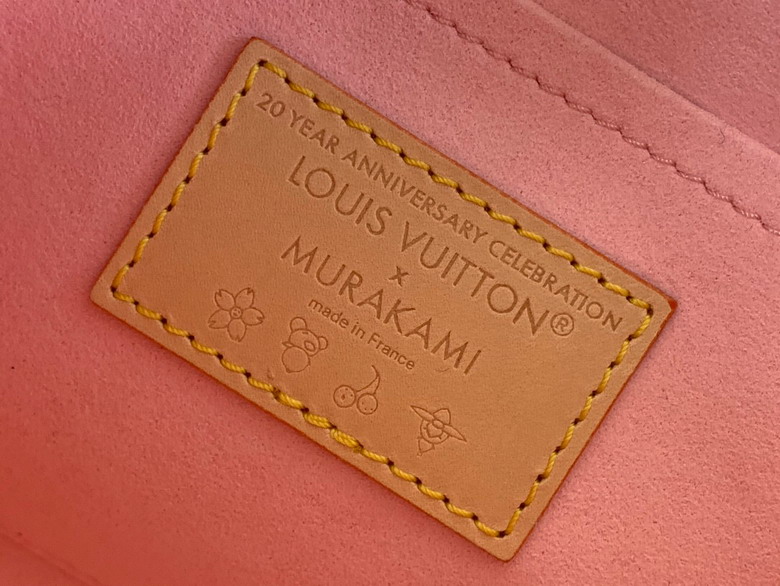 20 YEAR ANNIVERSARY CELEBRATION
LOUIS VUITTON®
x
MURAKAMI
made in France